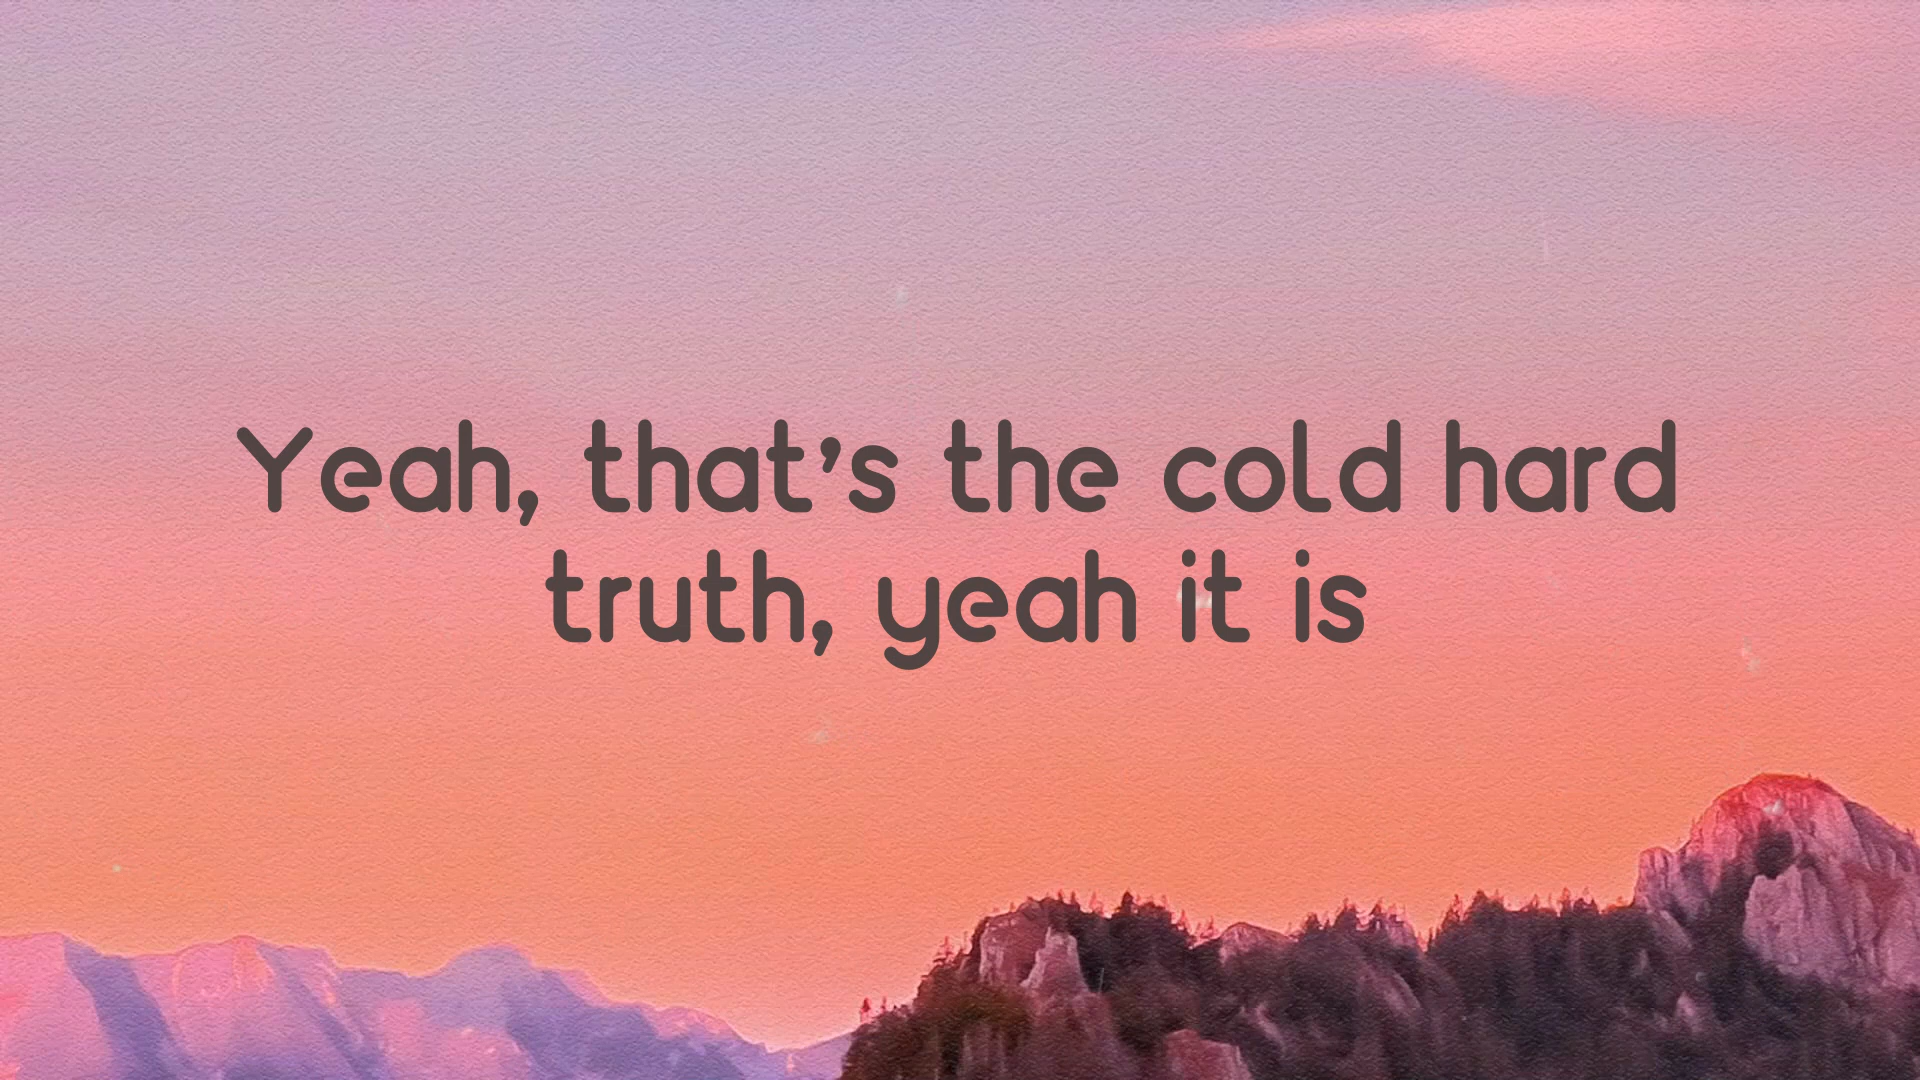 Yeah, that's the cold hard
truth, yeah it is